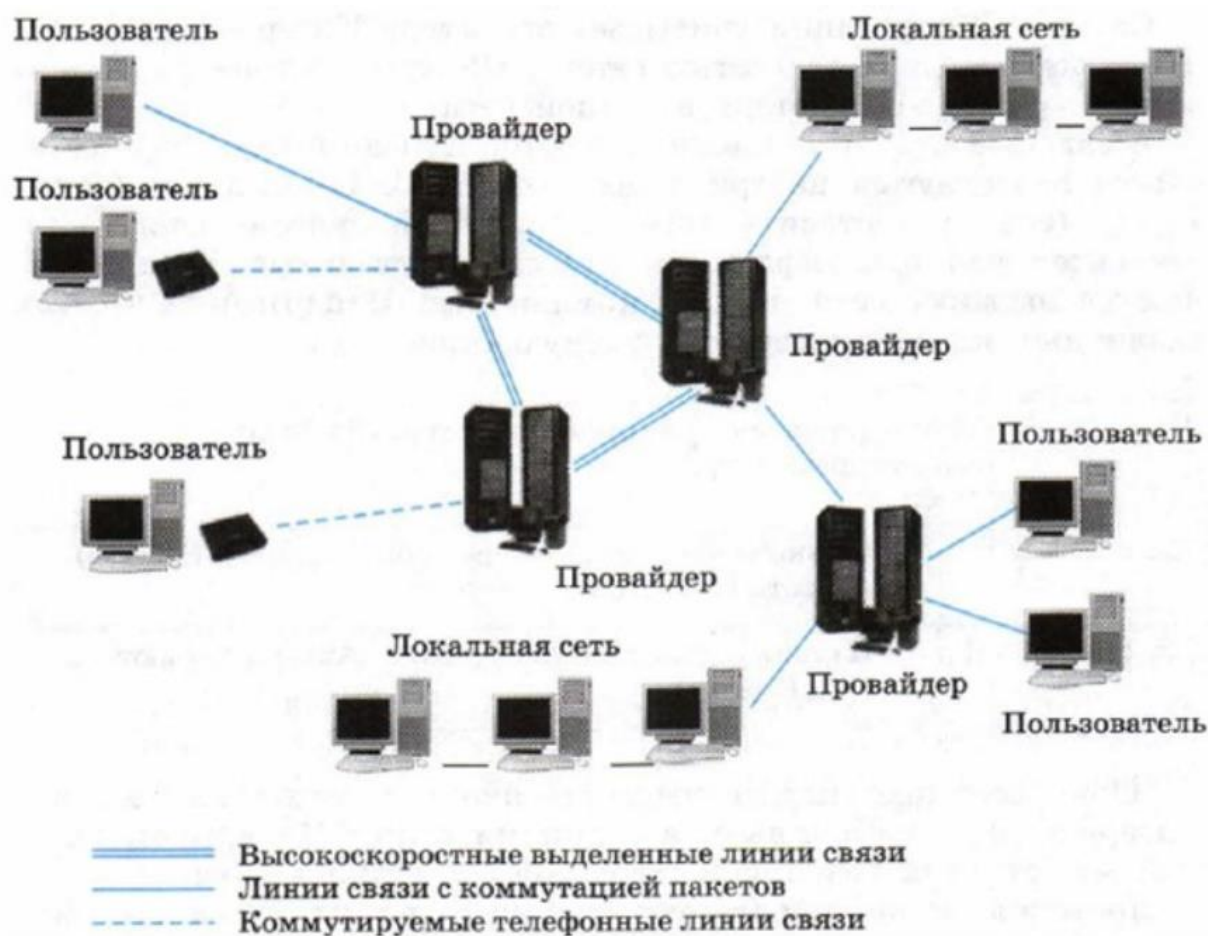 Пользователь
Локальная сеть
Провайдер
Пользователь
Провайдер
Пользователь
Пользователь
Провайдер
Локальная сеть
Провайдер
Пользователь
Высокоскоростные выделенные линии связи
Линии связи с коммутацией пакетов
Коммутируемые телефонные линии связи